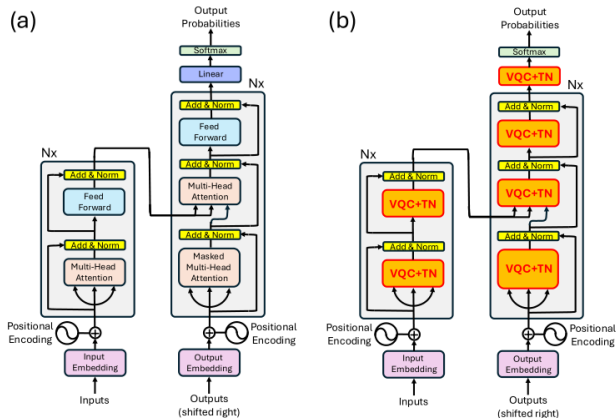 (a)
Output
Probabilities
Softmax
Linear
Nx
Add & Norm
Feed
Forward
Add & Norm
Multi-Head
Attention
Add & Norm
Masked
Multi-Head
Attention
Nx
Add & Norm
Feed
Forward
Add & Norm
Multi-Head
Attention
Positional
Encoding
Positional
Encoding
Input
Embedding
Output
Embedding
Inputs
Outputs
(shifted right)
(b)
Output
Probabilities
Softmax
VQC+TN
Nx
Add & Norm
VQC+TN
Add & Norm
VQC+TN
Add & Norm
VQC+TN
Nx
Add & Norm
VQC+TN
Add & Norm
VQC+TN
Positional
Encoding
Positional
Encoding
Input
Embedding
Output
Embedding
Inputs
Outputs
(shifted right)